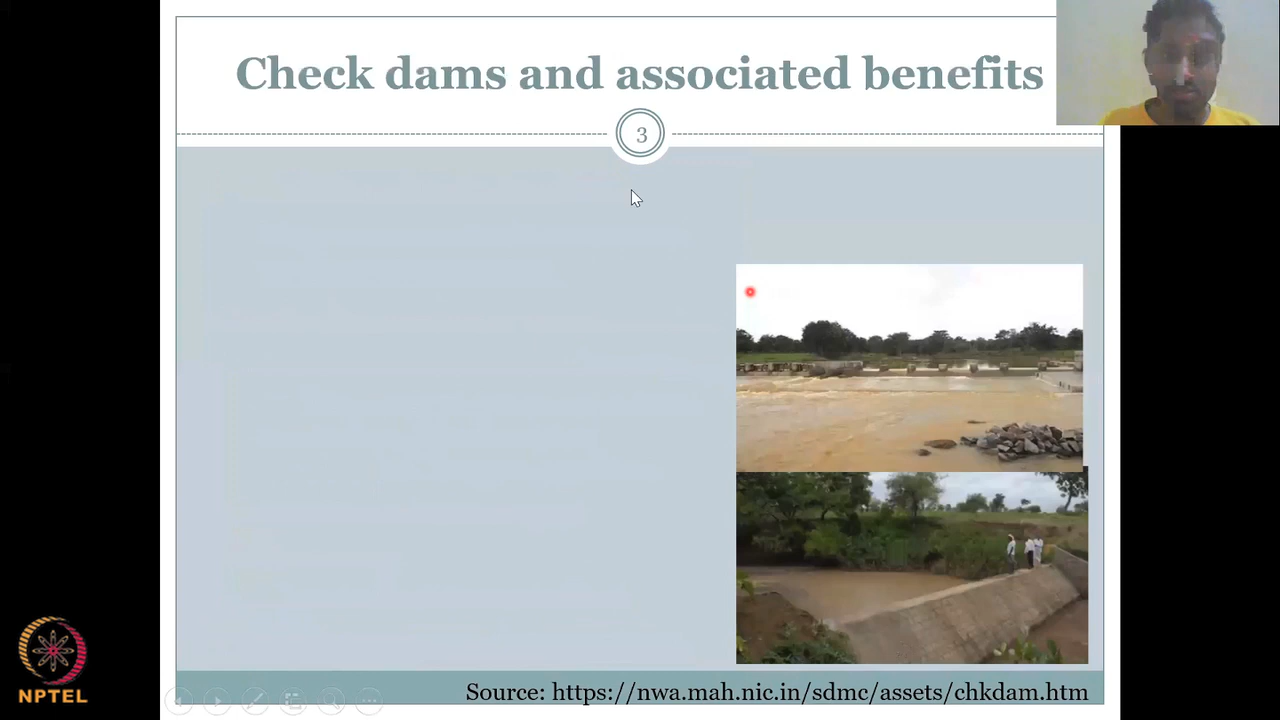 Check dams and associated benefits
3
NPTEL
Source: https://nwa.mah.nic.in/sdmc/assets/chkdam.htm